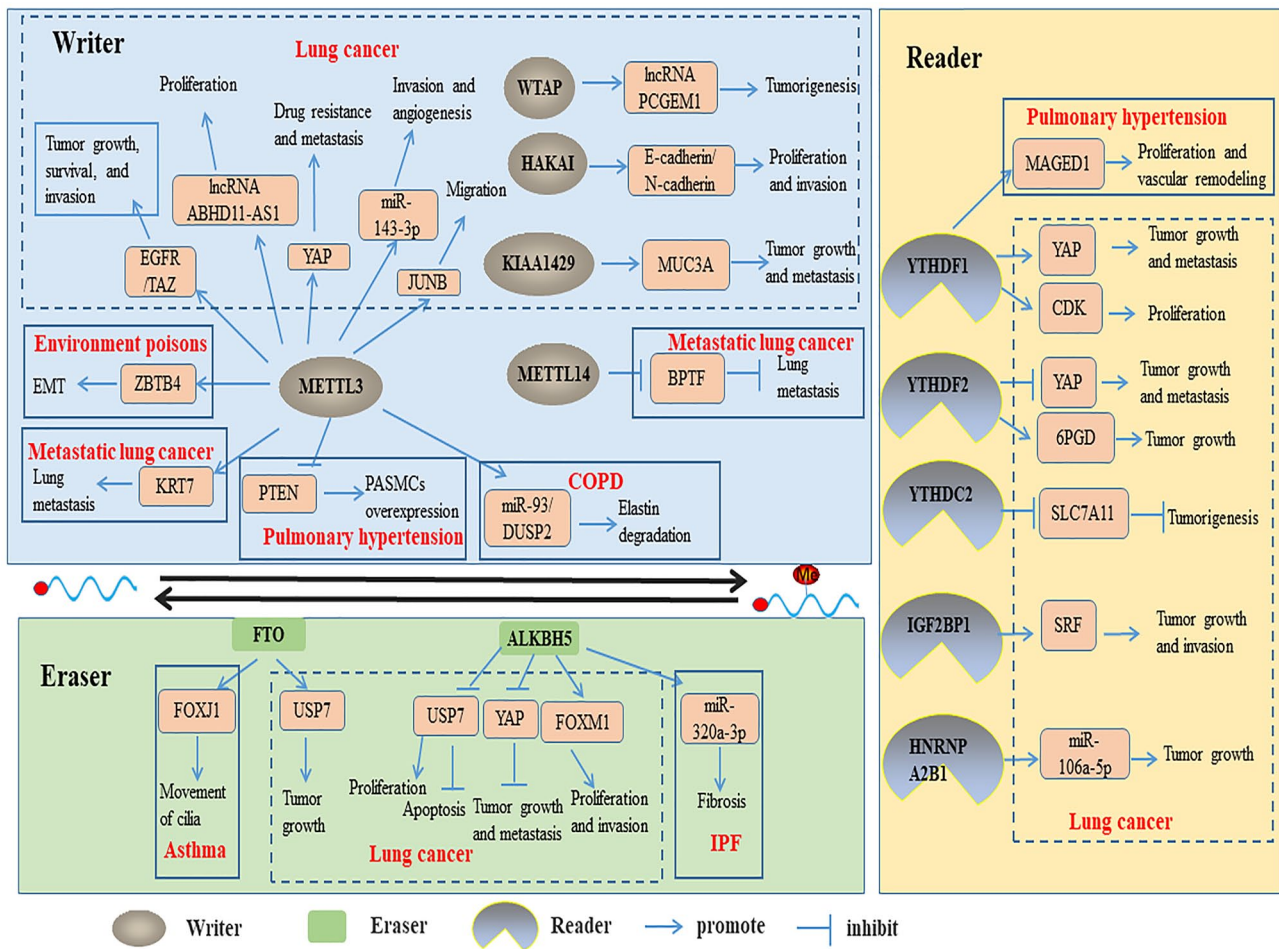 Writer
Lung cancer
Proliferation
Drug resistance
and metastasis
Invasion and
angiogenesis
Tumor growth,
survival, and
invasion
lncRNA
ABHD11-AS1
miR-
143-3p
Migration
EGFR
/TAZ
YAP
JUNB
WTAP
lncRNA
PCGEM1
Tumorigenesis
HAKAI
E-cadherin/
N-cadherin
Proliferation
and invasion
KIAA1429
MUC3A
Tumor growth
and metastasis
Environment poisons
EMT
ZBTB4
METTL3
METTL14
Metastatic lung cancer
BPTF
Lung
metastasis
Metastatic lung cancer
Lung
metastasis
KRT7
PTEN
PASMCs
overexpression
Pulmonary hypertension
COPD
miR-93/
DUSP2
Elastin
degradation
Me
Eraser
FTO
ALKBH5
FOXJ1
USP7
USP7
YAP
FOXM1
miR-
320a-3p
Movement
of cilia
Asthma
Tumor
growth
Proliferation
Apoptosis
Tumor growth
and metastasis
Proliferation
and invasion
Lung cancer
Fibrosis
IPF
Reader
Pulmonary hypertension
MAGED1
Proliferation and
vascular remodeling
YTHDF1
YAP
Tumor growth
and metastasis
CDK
Proliferation
YTHDF2
YAP
Tumor growth
and metastasis
6PGD
Tumor growth
YTHDC2
SLC7A11
Tumorigenesis
IGF2BP1
SRF
Tumor growth
and invasion
HNRNP
A2B1
miR-
106a-5p
Tumor growth
Lung cancer
Writer
Eraser
Reader
promote
inhibit